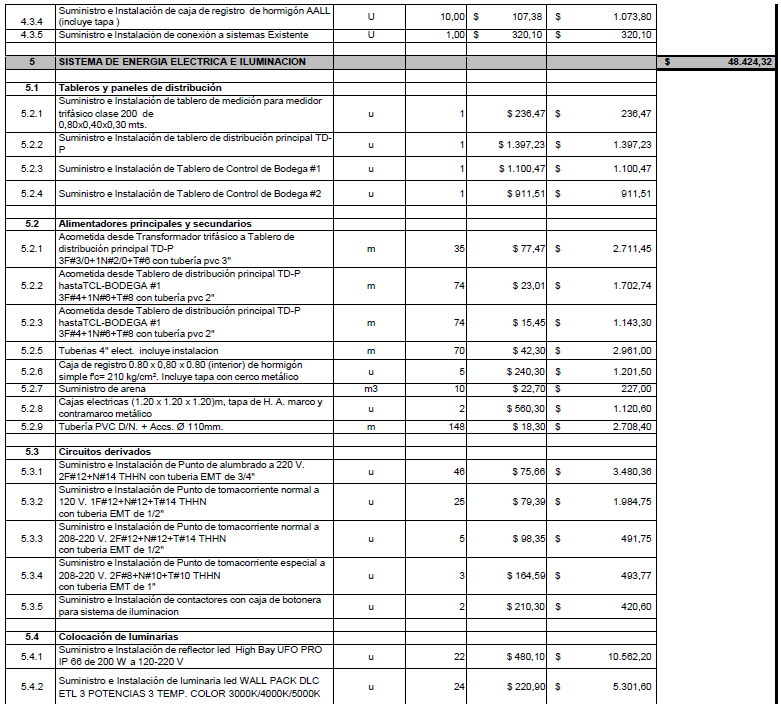 4.3.4 Suministro e Instalación de caja de registro de hormigón AALL (incluye tapa ) U 10,00 $ 107,38 $ 1.073,80
4.3.5 Suministro e Instalación de conexión a sistemas Existente U 1,00 $ 320,10 $ 320,10
5 SISTEMA DE ENERGIA ELECTRICA E ILUMINACION $ 48.424,32
5.1 Tableros y paneles de distribución
5.2.1 Suministro e Instalación de tablero de medición para medidor
trifásico clase 200 de
0,80x0,40x0,30 mts. u 1 $ 236,47 $ 236,47
5.2.2 Suministro e Instalación de tablero de distribución principal TD-
P u 1 $ 1.397,23 $ 1.397,23
5.2.3 Suministro e Instalación de Tablero de Control de Bodega #1 u 1 $ 1.100,47 $ 1.100,47
5.2.4 Suministro e Instalación de Tablero de Control de Bodega #2 u 1 $ 911,51 $ 911,51
5.2 Alimentadores principales y secundarios
5.2.1 Acometida desde Transformador trifásico a Tablero de
distribución principal TD-P
3F#3/0+1N#2/0+T#6 con tubería pvc 3" m 35 $ 77,47 $ 2.711,45
5.2.2 Acometida desde Tablero de distribución principal TD-P
hastaTCL-BODEGA #1
3F#4+1N#6+T#8 con tubería pvc 2" m 74 $ 23,01 $ 1.702,74
5.2.3 Acometida desde Tablero de distribución principal TD-P
hastaTCL-BODEGA #1
3F#4+1N#6+T#8 con tubería pvc 2" m 74 $ 15,45 $ 1.143,30
5.2.5 Tuberias 4" elect. incluye instalacion m 70 $ 42,30 $ 2.961,00
5.2.6 Caja de registro 0.80 x 0,80 x 0.80 (interior) de hormigón
simple f'c= 210 kg/cm². Incluye tapa con cerco metálico u 5 $ 240,30 $ 1.201,50
5.2.7 Suministro de arena m3 10 $ 22,70 $ 227,00
5.2.8 Cajas electricas (1.20 x 1.20 x 1.20)m, tapa de H. A. marco y
contramarco metálico u 2 $ 560,30 $ 1.120,60
5.2.9 Tubería PVC D/N. + Accs. Ø 110mm. m 148 $ 18,30 $ 2.708,40
5.3 Circuitos derivados
5.3.1 Suministro e Instalación de Punto de alumbrado a 220 V.
2F#12+N#14 THHN con tuberia EMT de 3/4" u 46 $ 75,66 $ 3.480,36
5.3.2 Suministro e Instalación de Punto de tomacorriente normal a
120 V. 1F#12+N#12+T#14 THHN
con tuberia EMT de 1/2" u 25 $ 79,39 $ 1.984,75
5.3.3 Suministro e Instalación de Punto de tomacorriente normal a
208-220 V. 2F#12+N#12+T#14 THHN
con tuberia EMT de 1/2" u 5 $ 98,35 $ 491,75
5.3.4 Suministro e Instalación de Punto de tomacorriente especial a
208-220 V. 2F#8+N#10+T#10 THHN
con tuberia EMT de 1" u 3 $ 164,59 $ 493,77
5.3.5 Suministro e Instalación de contactores con caja de botonera
para sistema de iluminacion u 2 $ 210,30 $ 420,60
5.4 Colocación de luminarias
5.4.1 Suministro e Instalación de reflector led High Bay UFO PRO
IP 66 de 200 W a 120-220 V u 22 $ 480,10 $ 10.562,20
5.4.2 Suministro e Instalación de luminaria led WALL PACK DLC
ETL 3 POTENCIAS 3 TEMP. COLOR 3000K/4000K/5000K u 24 $ 220,90 $ 5.301,60